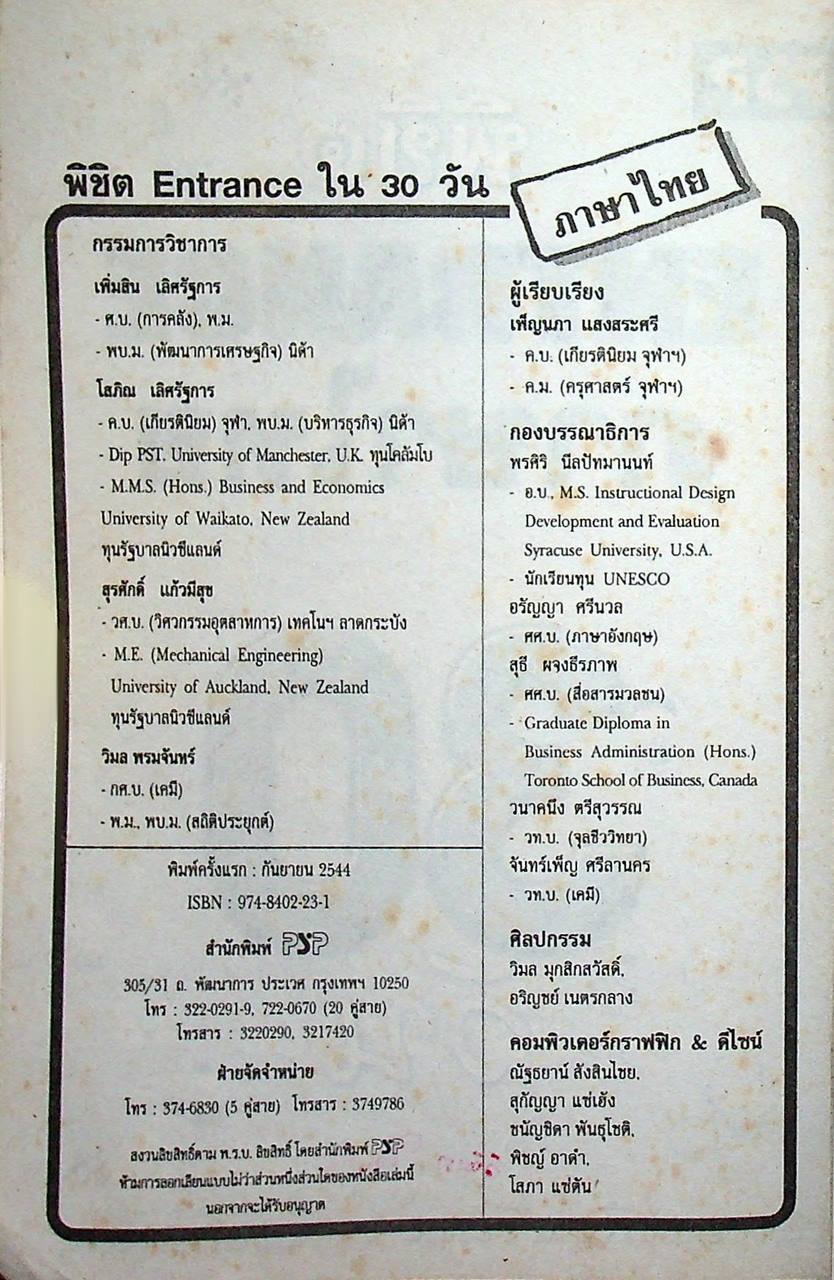 พิชิต Entrance ใน 30 วัน
ภาษาไทย
กรรมการวิชาการ
เพิ่มสิน เลิศรัฐการ
- ศ.บ. (การคลัง), พ.ม.
- พบ.ม. (พัฒนาการเศรษฐกิจ) นิด้า
โสภิณ เลิศรัฐการ
- ค.บ. (เกียรตินิยม) จุฬา, พบ.ม. (บริหารธุรกิจ) นิด้า
- Dip PST, University of Manchester, U.K. ทุนโคลัมโบ
- M.M.S. (Hons.) Business and Economics
University of Waikato, New Zealand
ทุนรัฐบาลนิวซีแลนด์
สุรศักดิ์ แก้วมีสุข
- วศ.บ. (วิศวกรรมอุตสาหการ) เทคโนฯ ลาดกระบัง
- M.E. (Mechanical Engineering)
University of Auckland, New Zealand
ทุนรัฐบาลนิวซีแลนด์
วิมล พรมจันทร์
- กศ.บ. (เคมี)
- พ.ม., พบ.ม. (สถิติประยุกต์)
พิมพ์ครั้งแรก : กันยายน 2544
ISBN : 974-8402-23-1
สำนักพิมพ์ PSP
305/31 ถ. พัฒนาการ ประเวศ กรุงเทพฯ 10250
โทร : 322-0291-9, 722-0670 (20 คู่สาย)
โทรสาร : 3220290, 3217420
ฝ่ายจัดจำหน่าย
โทร : 374-6830 (5 คู่สาย) โทรสาร : 3749786
สงวนลิขสิทธิ์ตาม พ.ร.บ. ลิขสิทธิ์ โดยสำนักพิมพ์ PSP
ห้ามการลอกเลียนแบบไม่ว่าส่วนหนึ่งส่วนใดของหนังสือเล่มนี้
นอกจากจะได้รับอนุญาต
ผู้เรียบเรียง
เพ็ญนภา แสงสระศรี
- ค.บ. (เกียรตินิยม จุฬาฯ)
- ค.ม. (ครุศาสตร์ จุฬาฯ)
กองบรรณาธิการ
พรศิริ นีลปัทมานนท์
- อ.บ., M.S. Instructional Design
Development and Evaluation
Syracuse University, U.S.A.
- นักเรียนทุน UNESCO
อรัญญา ศรีนวล
- ศศ.บ. (ภาษาอังกฤษ)
สุธี ผจงธีรภาพ
- ศศ.บ. (สื่อสารมวลชน)
- Graduate Diploma in
Business Administration (Hons.)
Toronto School of Business, Canada
วนาคนึง ตรีสุวรรณ
- วท.บ. (จุลชีววิทยา)
จันทร์เพ็ญ ศรีลานคร
- วท.บ. (เคมี)
ศิลปกรรม
วิมล มุกสิกสวัสดิ์,
อริญชย์ เนตรกลาง
คอมพิวเตอร์กราฟฟิก & ดีไซน์
ณัฐธยาน์ สังสินไชย,
สุกัญญา แซ่เฮ้ง
ชนัญชิดา พันธุโชติ,
พิชญ์ อาดำ,
โสภา แซ่ตัน